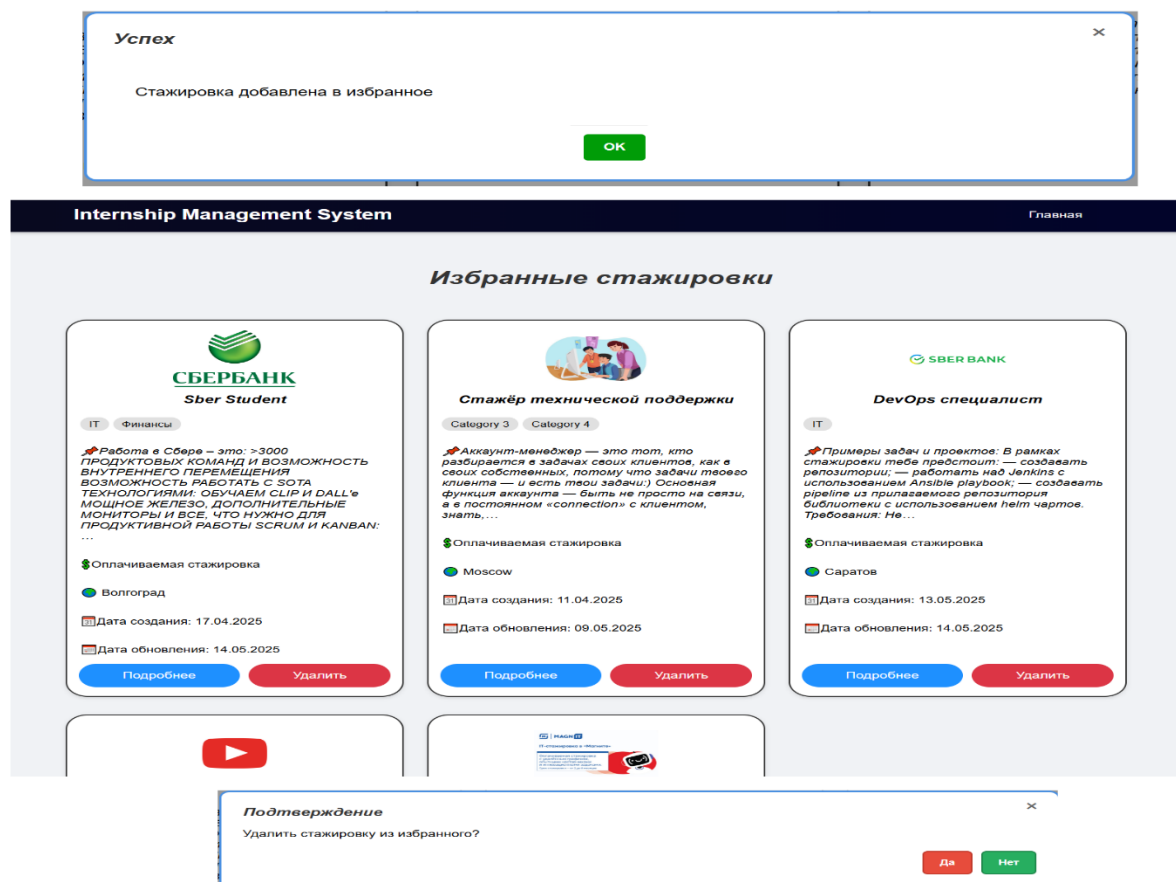 Успех
×
Стажировка добавлена в избранное
ОК
Internship Management System
Главная
Избранные стажировки
СБЕРБАНК
Sber Student
IT
Финансы
📌Работа в Сбере – это: >3000
ПРОДУКТОВЫХ КОМАНД И ВОЗМОЖНОСТЬ
ВНУТРЕННЕГО ПЕРЕМЕЩЕНИЯ
ВОЗМОЖНОСТЬ РАБОТАТЬ С SOTA
ТЕХНОЛОГИЯМИ: ОБУЧАЕМ CLIP И DALL'e
МОЩНОЕ ЖЕЛЕЗО, ДОПОЛНИТЕЛЬНЫЕ
МОНИТОРЫ И ВСЕ, ЧТО НУЖНО ДЛЯ
ПРОДУКТИВНОЙ РАБОТЫ SCRUM И KANBAN:
…
💲Оплачиваемая стажировка
🌍 Волгоград
📅Дата создания: 17.04.2025
📅Дата обновления: 14.05.2025
Подробнее
Удалить
Стажёр технической поддержки
Category 3
Category 4
📌Аккаунт-менеджер — это тот, кто
разбирается в задачах своих клиентов, как в
своих собственных, потому что задачи твоего
клиента — и есть твои задачи:) Основная
функция аккаунта — быть не просто на связи,
а в постоянном «connection» с клиентом,
знать,…
💲Оплачиваемая стажировка
🌍 Moscow
📅Дата создания: 11.04.2025
📅Дата обновления: 09.05.2025
Подробнее
Удалить
SBER BANK
DevOps специалист
IT
📌Примеры задач и проектов: В рамках
стажировки тебе предстоит: — создавать
репозитории; — работать над Jenkins с
использованием Ansible playbook; — создавать
pipeline из прилагаемого репозитория
библиотеки с использованием helm чартов.
Требования: Не…
💲Оплачиваемая стажировка
🌍 Саратов
📅Дата создания: 13.05.2025
📅Дата обновления: 14.05.2025
Подробнее
Удалить
MAGNIT
IT-стажировка в «Магните»
Подтверждение
×
Удалить стажировку из избранного?
Да
Нет